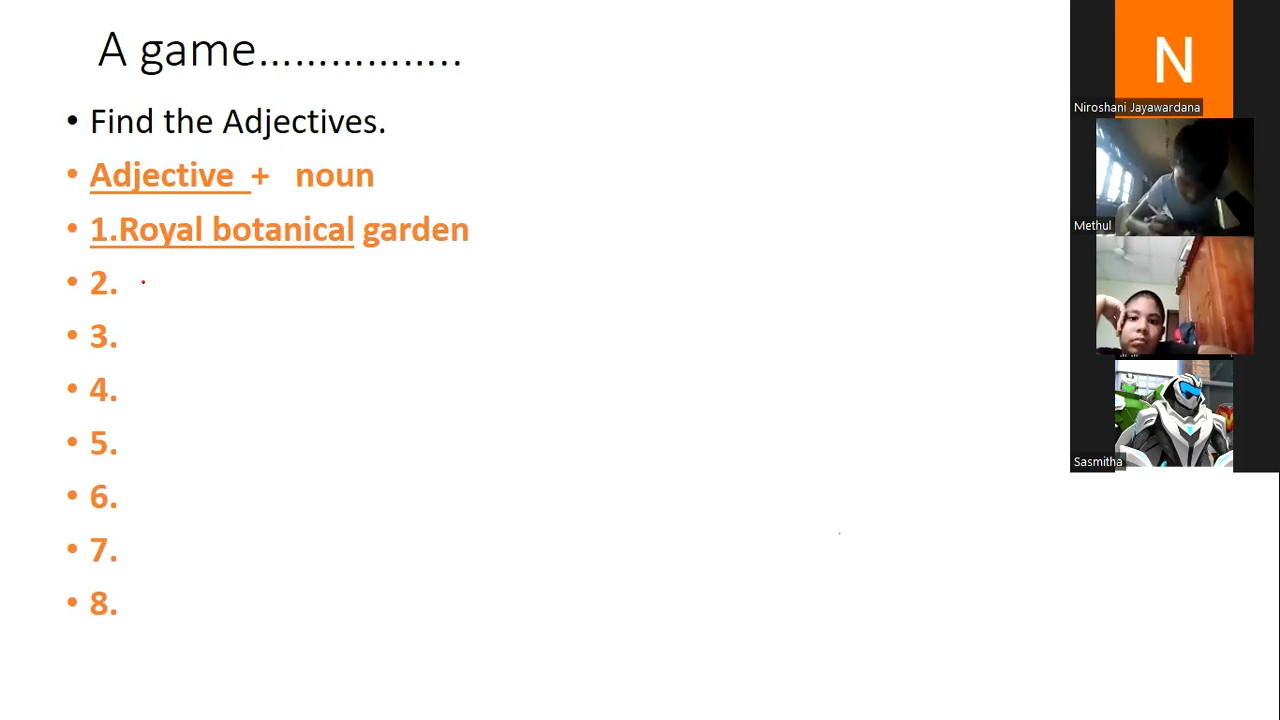 A game……………..
• Find the Adjectives.
• Adjective + noun
• 1.Royal botanical garden
• 2.
• 3.
• 4.
• 5.
• 6.
• 7.
• 8.
N
Niroshani Jayawardana
Methul
Sasmitha